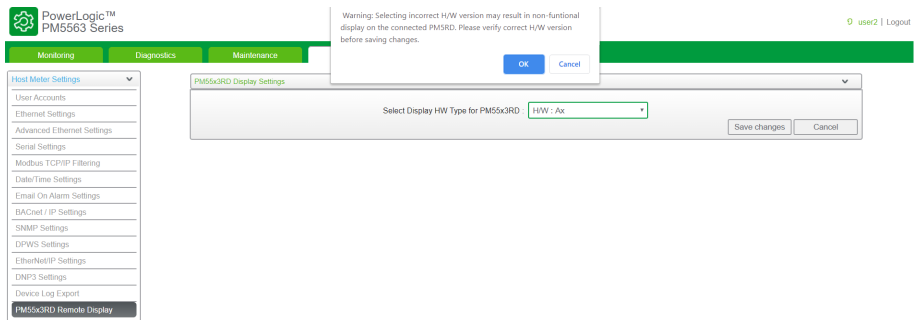 PowerLogic™
PM5563 Series
Warning: Selecting incorrect H/W version may result in non-funtional
display on the connected PM5RD. Please verify correct H/W version
before saving changes.
OK Cancel
user2 | Logout
Monitoring Diagnostics Maintenance
Host Meter Settings
User Accounts
Ethernet Settings
Advanced Ethernet Settings
Serial Settings
Modbus TCP/IP Filtering
Date/Time Settings
Email On Alarm Settings
BACnet / IP Settings
SNMP Settings
DPWS Settings
EtherNet/IP Settings
DNP3 Settings
Device Log Export
PM55x3RD Remote Display
PM55x3RD Display Settings
Select Display HW Type for PM55x3RD : H/W : Ax
Save changes Cancel